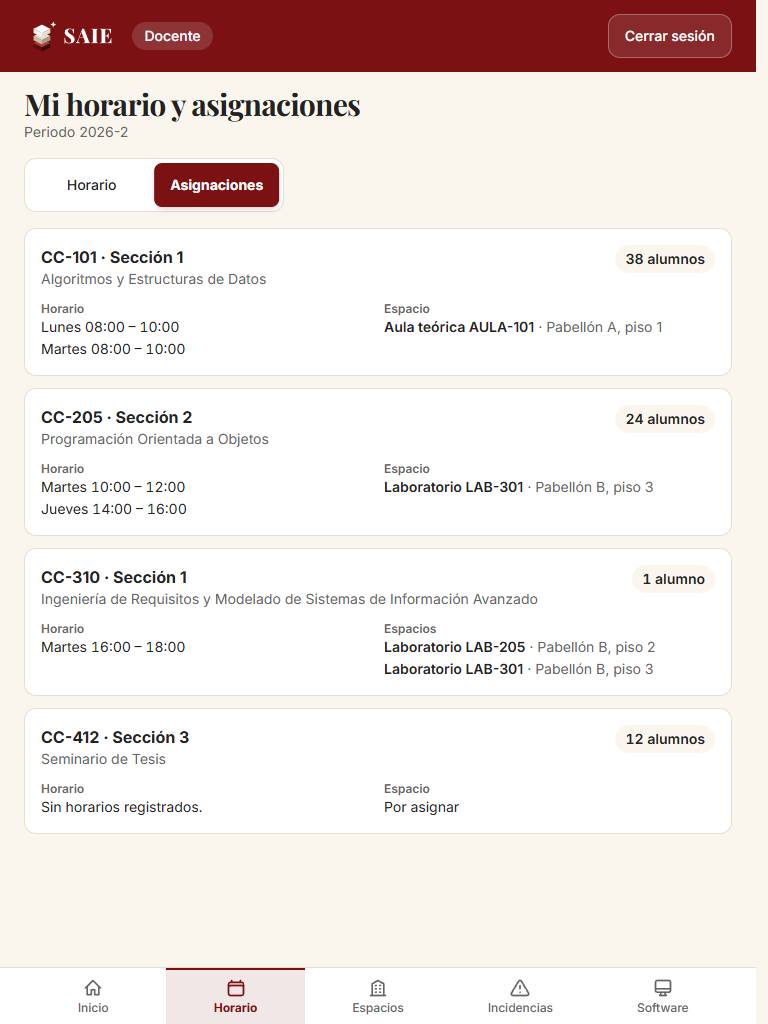 SAIE
Docente
Cerrar sesión
Mi horario y asignaciones
Periodo 2026-2
Horario
Asignaciones
CC-101 · Sección 1
38 alumnos
Algoritmos y Estructuras de Datos
Horario
Espacio
Lunes 08:00 – 10:00
Aula teórica AULA-101 · Pabellón A, piso 1
Martes 08:00 – 10:00
CC-205 · Sección 2
24 alumnos
Programación Orientada a Objetos
Horario
Espacio
Martes 10:00 – 12:00
Laboratorio LAB-301 · Pabellón B, piso 3
Jueves 14:00 – 16:00
CC-310 · Sección 1
1 alumno
Ingeniería de Requisitos y Modelado de Sistemas de Información Avanzado
Horario
Espacios
Martes 16:00 – 18:00
Laboratorio LAB-205 · Pabellón B, piso 2
Laboratorio LAB-301 · Pabellón B, piso 3
CC-412 · Sección 3
12 alumnos
Seminario de Tesis
Horario
Espacio
Sin horarios registrados.
Por asignar
Inicio
Horario
Espacios
Incidencias
Software